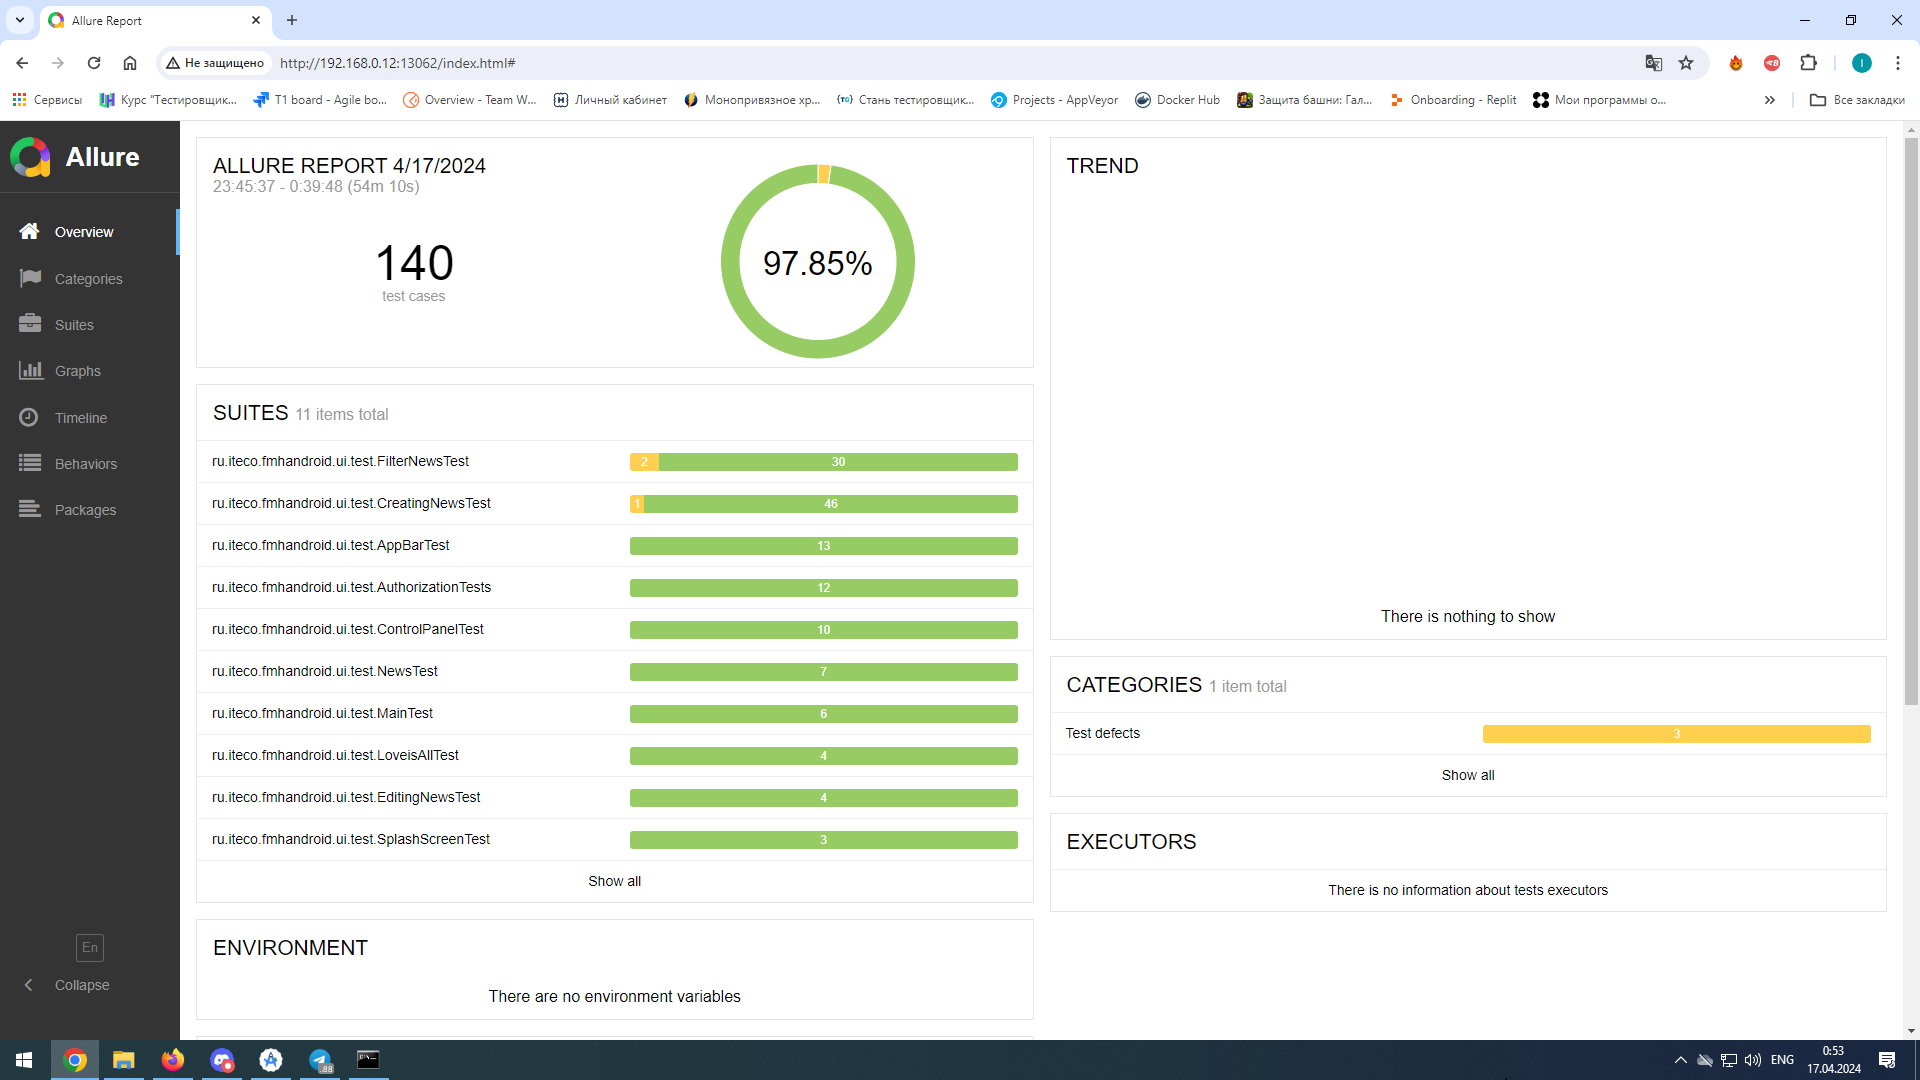 Allure Report
Не защищено
http://192.168.0.12:13062/index.html#
Сервисы
Курс "Тестировщик...
T1 board - Agile bo...
Overview - Team W...
Личный кабинет
Монопривязное хр...
Стань тестировщик...
Projects - AppVeyor
Docker Hub
Защита башни: Гал...
Onboarding - Replit
Мои программы о...
Все закладки
Allure
Overview
Categories
Suites
Graphs
Timeline
Behaviors
Packages
En
Collapse
ALLURE REPORT 4/17/2024
23:45:37 - 0:39:48 (54m 10s)
140
test cases
97.85%
SUITES 11 items total
ru.iteco.fmhandroid.ui.test.FilterNewsTest 2 30
ru.iteco.fmhandroid.ui.test.CreatingNewsTest 1 46
ru.iteco.fmhandroid.ui.test.AppBarTest 13
ru.iteco.fmhandroid.ui.test.AuthorizationTests 12
ru.iteco.fmhandroid.ui.test.ControlPanelTest 10
ru.iteco.fmhandroid.ui.test.NewsTest 7
ru.iteco.fmhandroid.ui.test.MainTest 6
ru.iteco.fmhandroid.ui.test.LoveisAllTest 4
ru.iteco.fmhandroid.ui.test.EditingNewsTest 4
ru.iteco.fmhandroid.ui.test.SplashScreenTest 3
Show all
ENVIRONMENT
There are no environment variables
TREND
There is nothing to show
CATEGORIES 1 item total
Test defects 3
Show all
EXECUTORS
There is no information about tests executors
ENG
0:53
17.04.2024